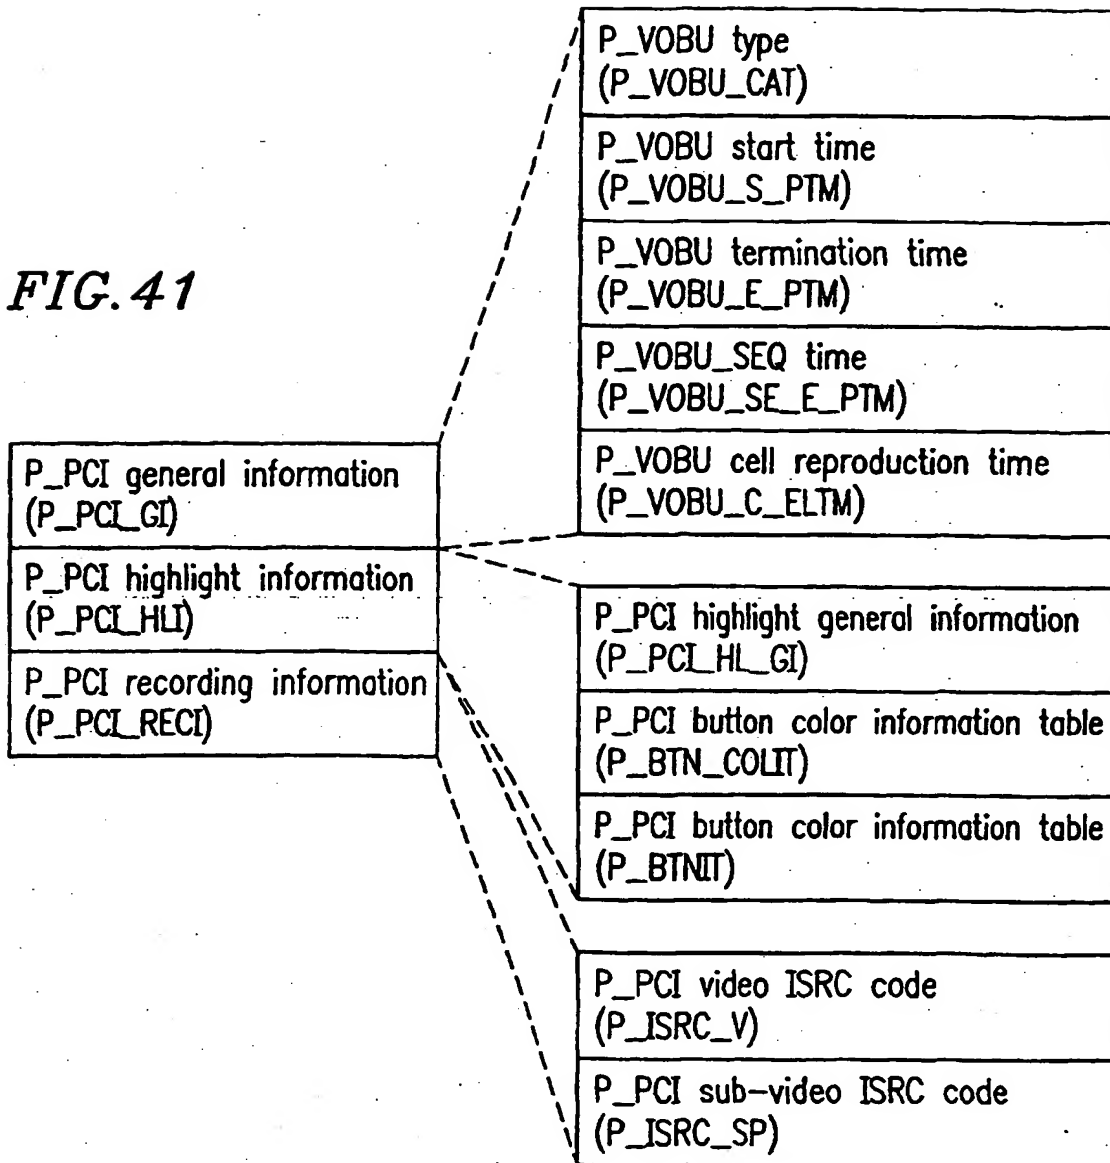 FIG.41
P_PCI general information
(P_PCI_GI)
P_PCI highlight information
(P_PCI_HLI)
P_PCI recording information
(P_PCI_RECI)
P_VOBU type
(P_VOBU_CAT)
P_VOBU start time
(P_VOBU_S_PTM)
P_VOBU termination time
(P_VOBU_E_PTM)
P_VOBU_SEQ time
(P_VOBU_SE_E_PTM)
P_VOBU cell reproduction time
(P_VOBU_C_ELTM)
P_PCI highlight general information
(P_PCI_HL_GI)
P_PCI button color information table
(P_BTN_COLIT)
P_PCI button color information table
(P_BTNIT)
P_PCI video ISRC code
(P_ISRC_V)
P_PCI sub-video ISRC code
(P_ISRC_SP)